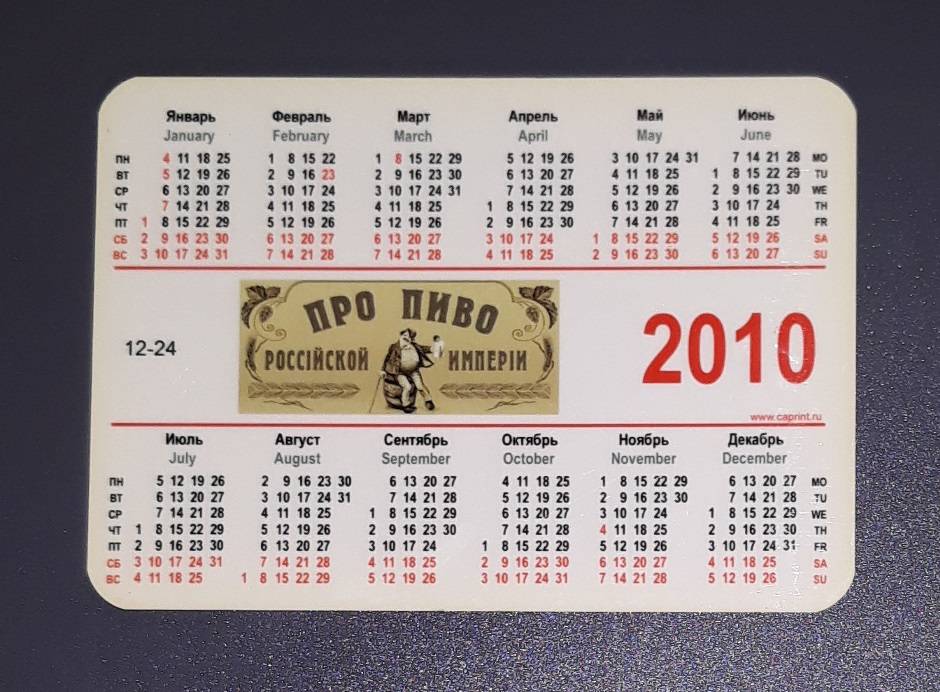 Январь Февраль Март Апрель Май Июнь
January February March April May June
ПН 4 11 18 25 1 8 15 22 1 8 15 22 29 5 12 19 26 3 10 17 24 31 7 14 21 28 MO
ВТ 5 12 19 26 2 9 16 23 2 9 16 23 30 6 13 20 27 4 11 18 25 1 8 15 22 29 TU
СР 6 13 20 27 3 10 17 24 3 10 17 24 31 7 14 21 28 5 12 19 26 2 9 16 23 30 WE
ЧТ 7 14 21 28 4 11 18 25 4 11 18 25 1 8 15 22 29 6 13 20 27 3 10 17 24 TH
ПТ 1 8 15 22 29 5 12 19 26 5 12 19 26 2 9 16 23 30 7 14 21 28 4 11 18 25 FR
СБ 2 9 16 23 30 6 13 20 27 6 13 20 27 3 10 17 24 1 8 15 22 29 5 12 19 26 SA
ВС 3 10 17 24 31 7 14 21 28 7 14 21 28 4 11 18 25 2 9 16 23 30 6 13 20 27 SU
12-24
ПРО ПИВО
РОССІЙСКОЙ ИМПЕРІИ
2010
www.caprint.ru
Июль Август Сентябрь Октябрь Ноябрь Декабрь
July August September October November December
ПН 5 12 19 26 2 9 16 23 30 6 13 20 27 4 11 18 25 1 8 15 22 29 6 13 20 27 MO
ВТ 6 13 20 27 3 10 17 24 31 7 14 21 28 5 12 19 26 2 9 16 23 30 7 14 21 28 TU
СР 7 14 21 28 4 11 18 25 1 8 15 22 29 6 13 20 27 3 10 17 24 1 8 15 22 29 WE
ЧТ 1 8 15 22 29 5 12 19 26 2 9 16 23 30 7 14 21 28 4 11 18 25 2 9 16 23 30 TH
ПТ 2 9 16 23 30 6 13 20 27 3 10 17 24 1 8 15 22 29 5 12 19 26 3 10 17 24 31 FR
СБ 3 10 17 24 31 7 14 21 28 4 11 18 25 2 9 16 23 30 6 13 20 27 4 11 18 25 SA
ВС 4 11 18 25 1 8 15 22 29 5 12 19 26 3 10 17 24 31 7 14 21 28 5 12 19 26 SU